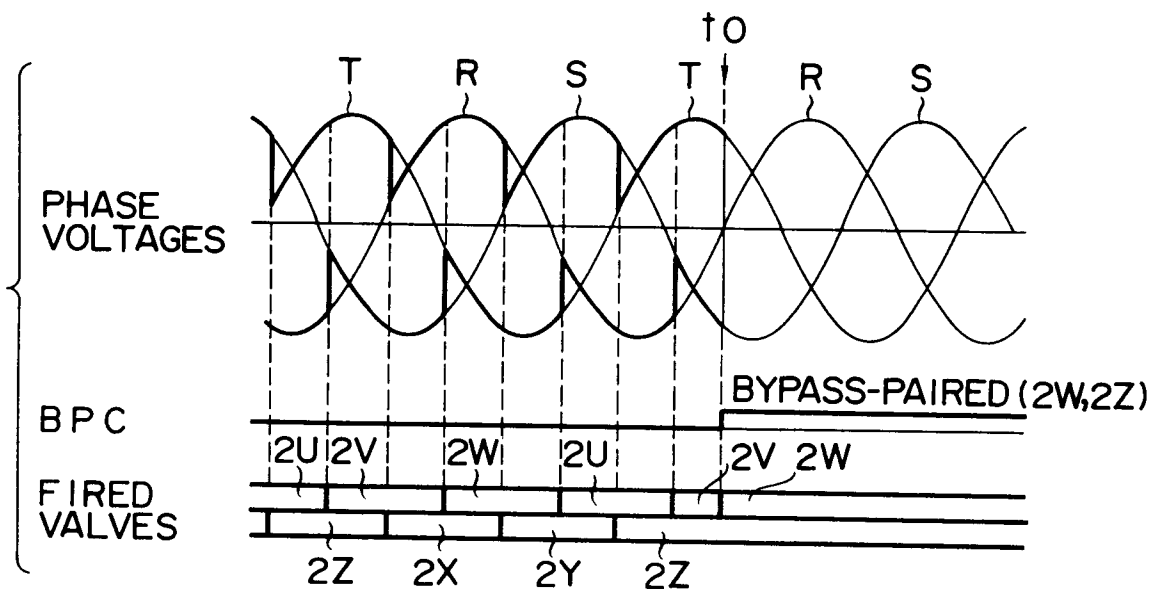 t0
T R S T R S
PHASE
VOLTAGES
BYPASS-PAIRED (2W,2Z)
BPC
2U 2V 2W 2U 2V 2W
FIRED
VALVES
2Z 2X 2Y 2Z